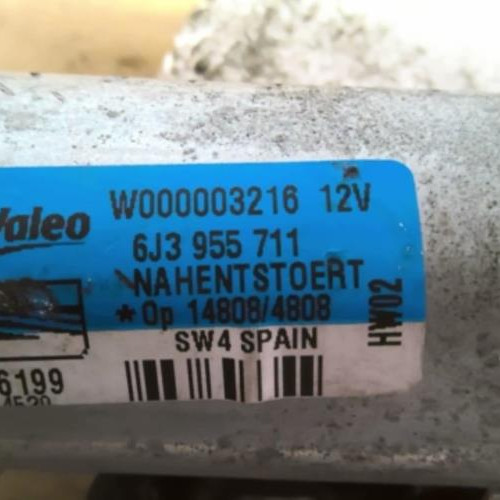 Valeo W000003216 12V
6J3 955 711
NAHENTSTOERT
* Op 14808/4808
SW4 SPAIN
HW02
6199